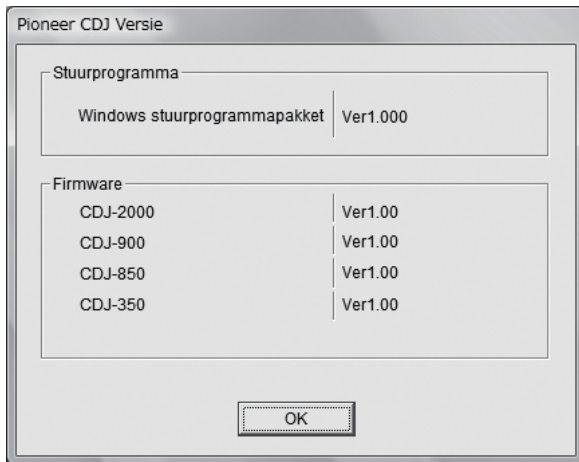 Pioneer CDJ Versie
Stuurprogramma
Windows stuurprogrammapakket Ver1.000
Firmware
CDJ-2000 Ver1.00
CDJ-900 Ver1.00
CDJ-850 Ver1.00
CDJ-350 Ver1.00
OK